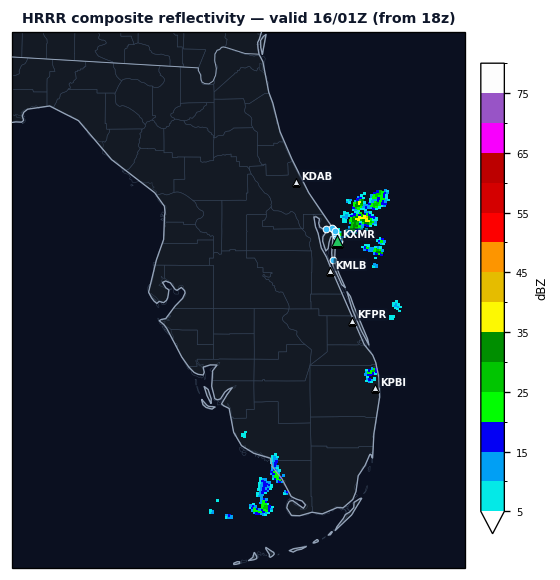 HRRR composite reflectivity — valid 16/01Z (from 18z)
KDAB
KXMR
KMLB
KFPR
KPBI
75
65
55
45
35
25
15
5
dBZ